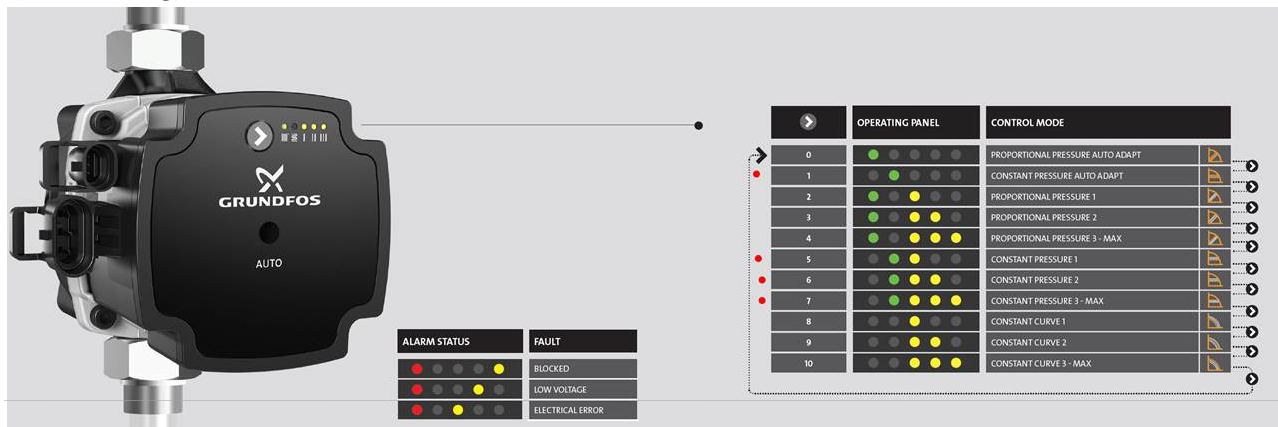 GRUNDFOS
AUTO
ALARM STATUS FAULT
BLOCKED
LOW VOLTAGE
ELECTRICAL ERROR
OPERATING PANEL CONTROL MODE
0 PROPORTIONAL PRESSURE AUTO ADAPT
1 CONSTANT PRESSURE AUTO ADAPT
2 PROPORTIONAL PRESSURE 1
3 PROPORTIONAL PRESSURE 2
4 PROPORTIONAL PRESSURE 3 - MAX
5 CONSTANT PRESSURE 1
6 CONSTANT PRESSURE 2
7 CONSTANT PRESSURE 3 - MAX
8 CONSTANT CURVE 1
9 CONSTANT CURVE 2
10 CONSTANT CURVE 3 - MAX